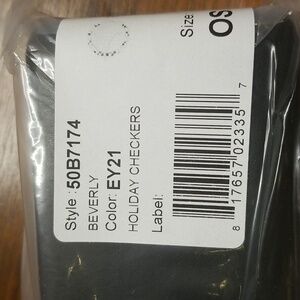 Style :50B7174
BEVERLY
Color: EY21
HOLIDAY CHECKERS
Label:
Size:
OS
8 17657 02335 7